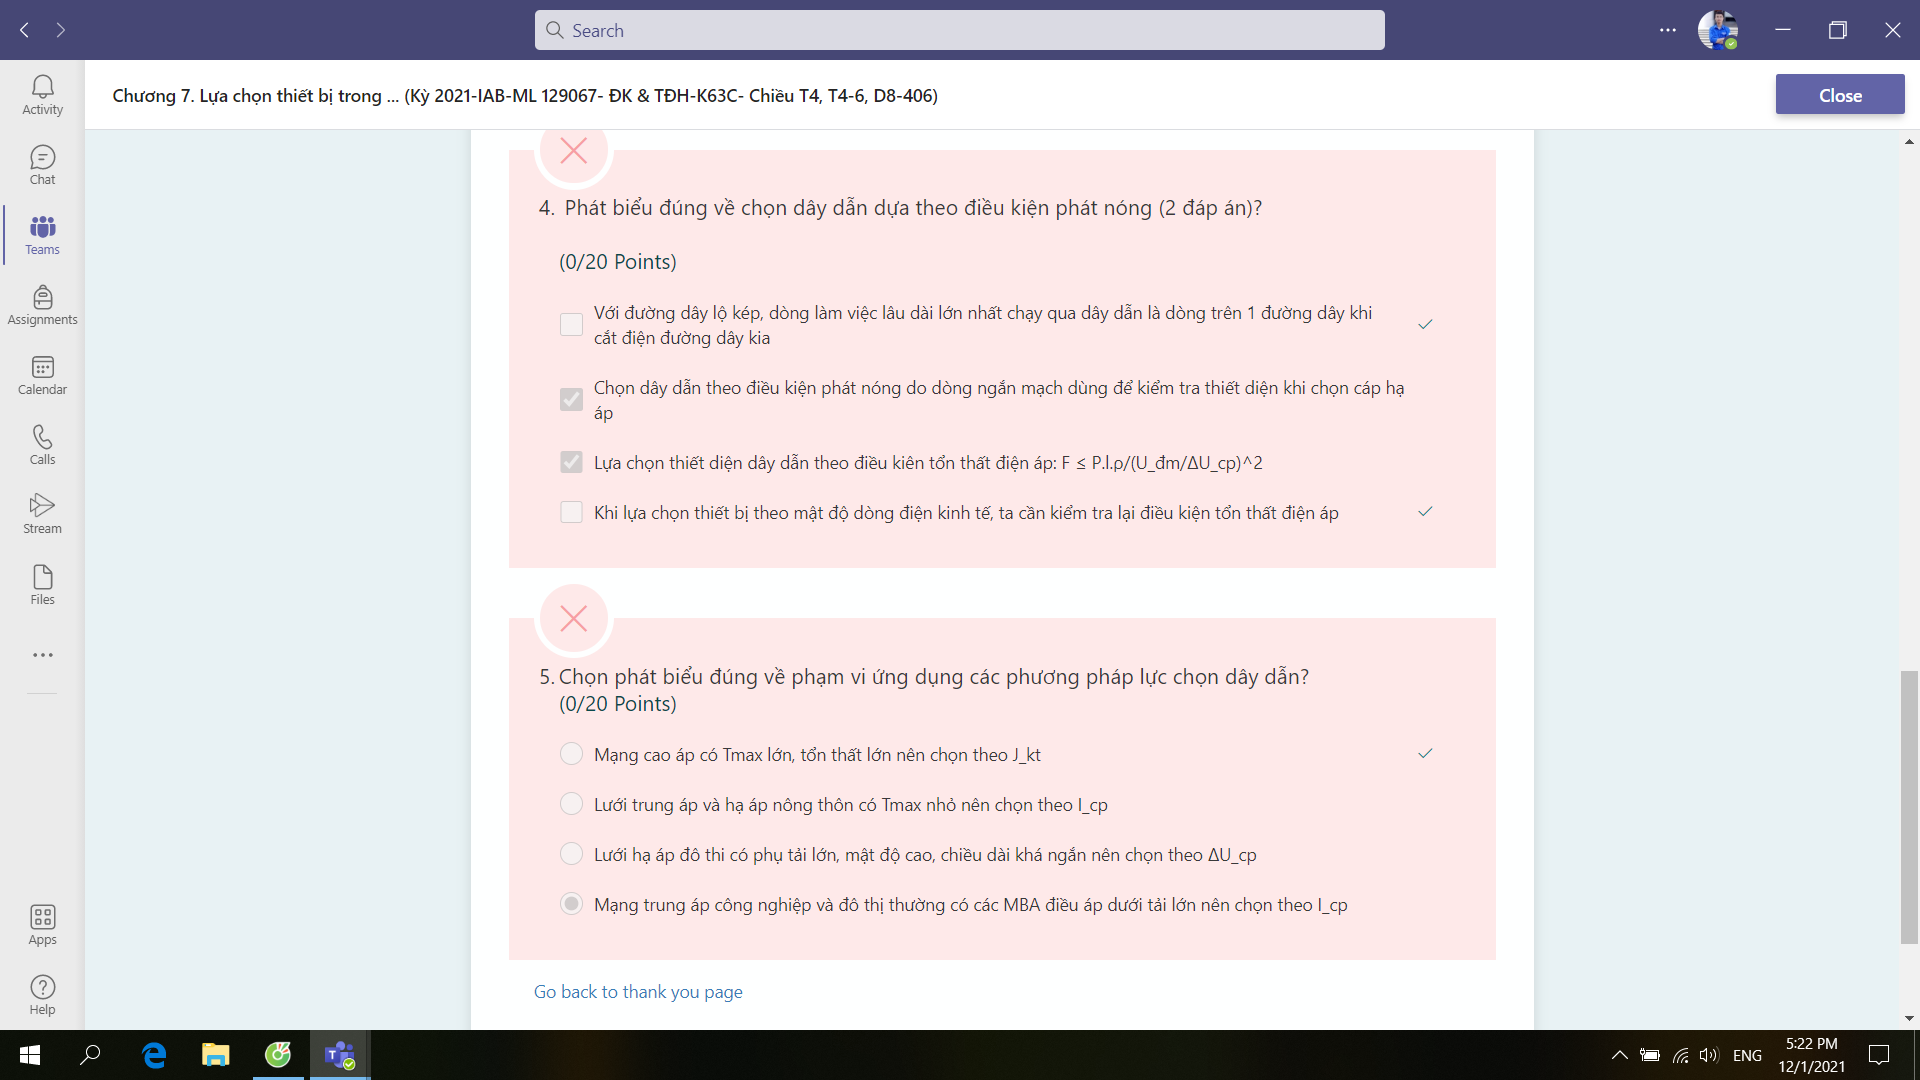 Search
Activity
Chat
Teams
Assignments
Calendar
Calls
Stream
Files
Apps
Help
Chương 7. Lựa chọn thiết bị trong ... (Kỳ 2021-IAB-ML 129067- ĐK & TĐH-K63C- Chiều T4, T4-6, D8-406)
Close
4. Phát biểu đúng về chọn dây dẫn dựa theo điều kiện phát nóng (2 đáp án)?
(0/20 Points)
Với đường dây lộ kép, dòng làm việc lâu dài lớn nhất chạy qua dây dẫn là dòng trên 1 đường dây khi
cắt điện đường dây kia
Chọn dây dẫn theo điều kiện phát nóng do dòng ngắn mạch dùng để kiểm tra thiết diện khi chọn cáp hạ
áp
Lựa chọn thiết diện dây dẫn theo điều kiên tổn thất điện áp: F ≤ P.l.ρ/(U_đm/ΔU_cp)^2
Khi lựa chọn thiết bị theo mật độ dòng điện kinh tế, ta cần kiểm tra lại điều kiện tổn thất điện áp
5. Chọn phát biểu đúng về phạm vi ứng dụng các phương pháp lực chọn dây dẫn?
(0/20 Points)
Mạng cao áp có Tmax lớn, tổn thất lớn nên chọn theo J_kt
Lưới trung áp và hạ áp nông thôn có Tmax nhỏ nên chọn theo I_cp
Lưới hạ áp đô thi có phụ tải lớn, mật độ cao, chiều dài khá ngắn nên chọn theo ΔU_cp
Mạng trung áp công nghiệp và đô thị thường có các MBA điều áp dưới tải lớn nên chọn theo I_cp
Go back to thank you page
ENG
5:22 PM
12/1/2021